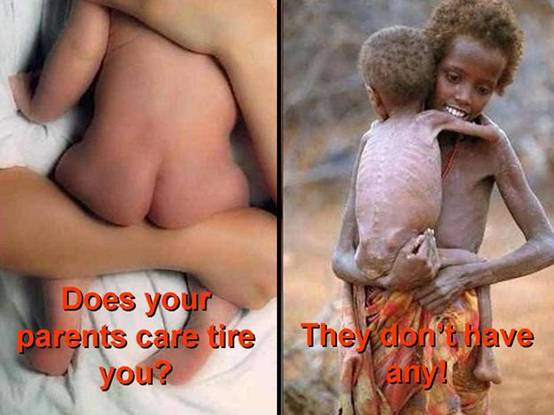 Does your
parents care tire
you?
They don't have
any!